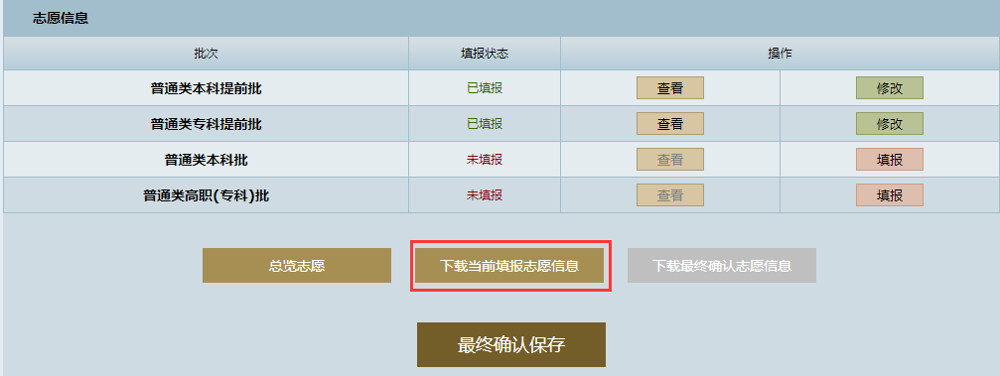 志愿信息
批次 填报状态 操作
普通类本科提前批 已填报 查看 修改
普通类专科提前批 已填报 查看 修改
普通类本科批 未填报 查看 填报
普通类高职(专科)批 未填报 查看 填报
总览志愿 下载当前填报志愿信息 下载最终确认志愿信息
最终确认保存